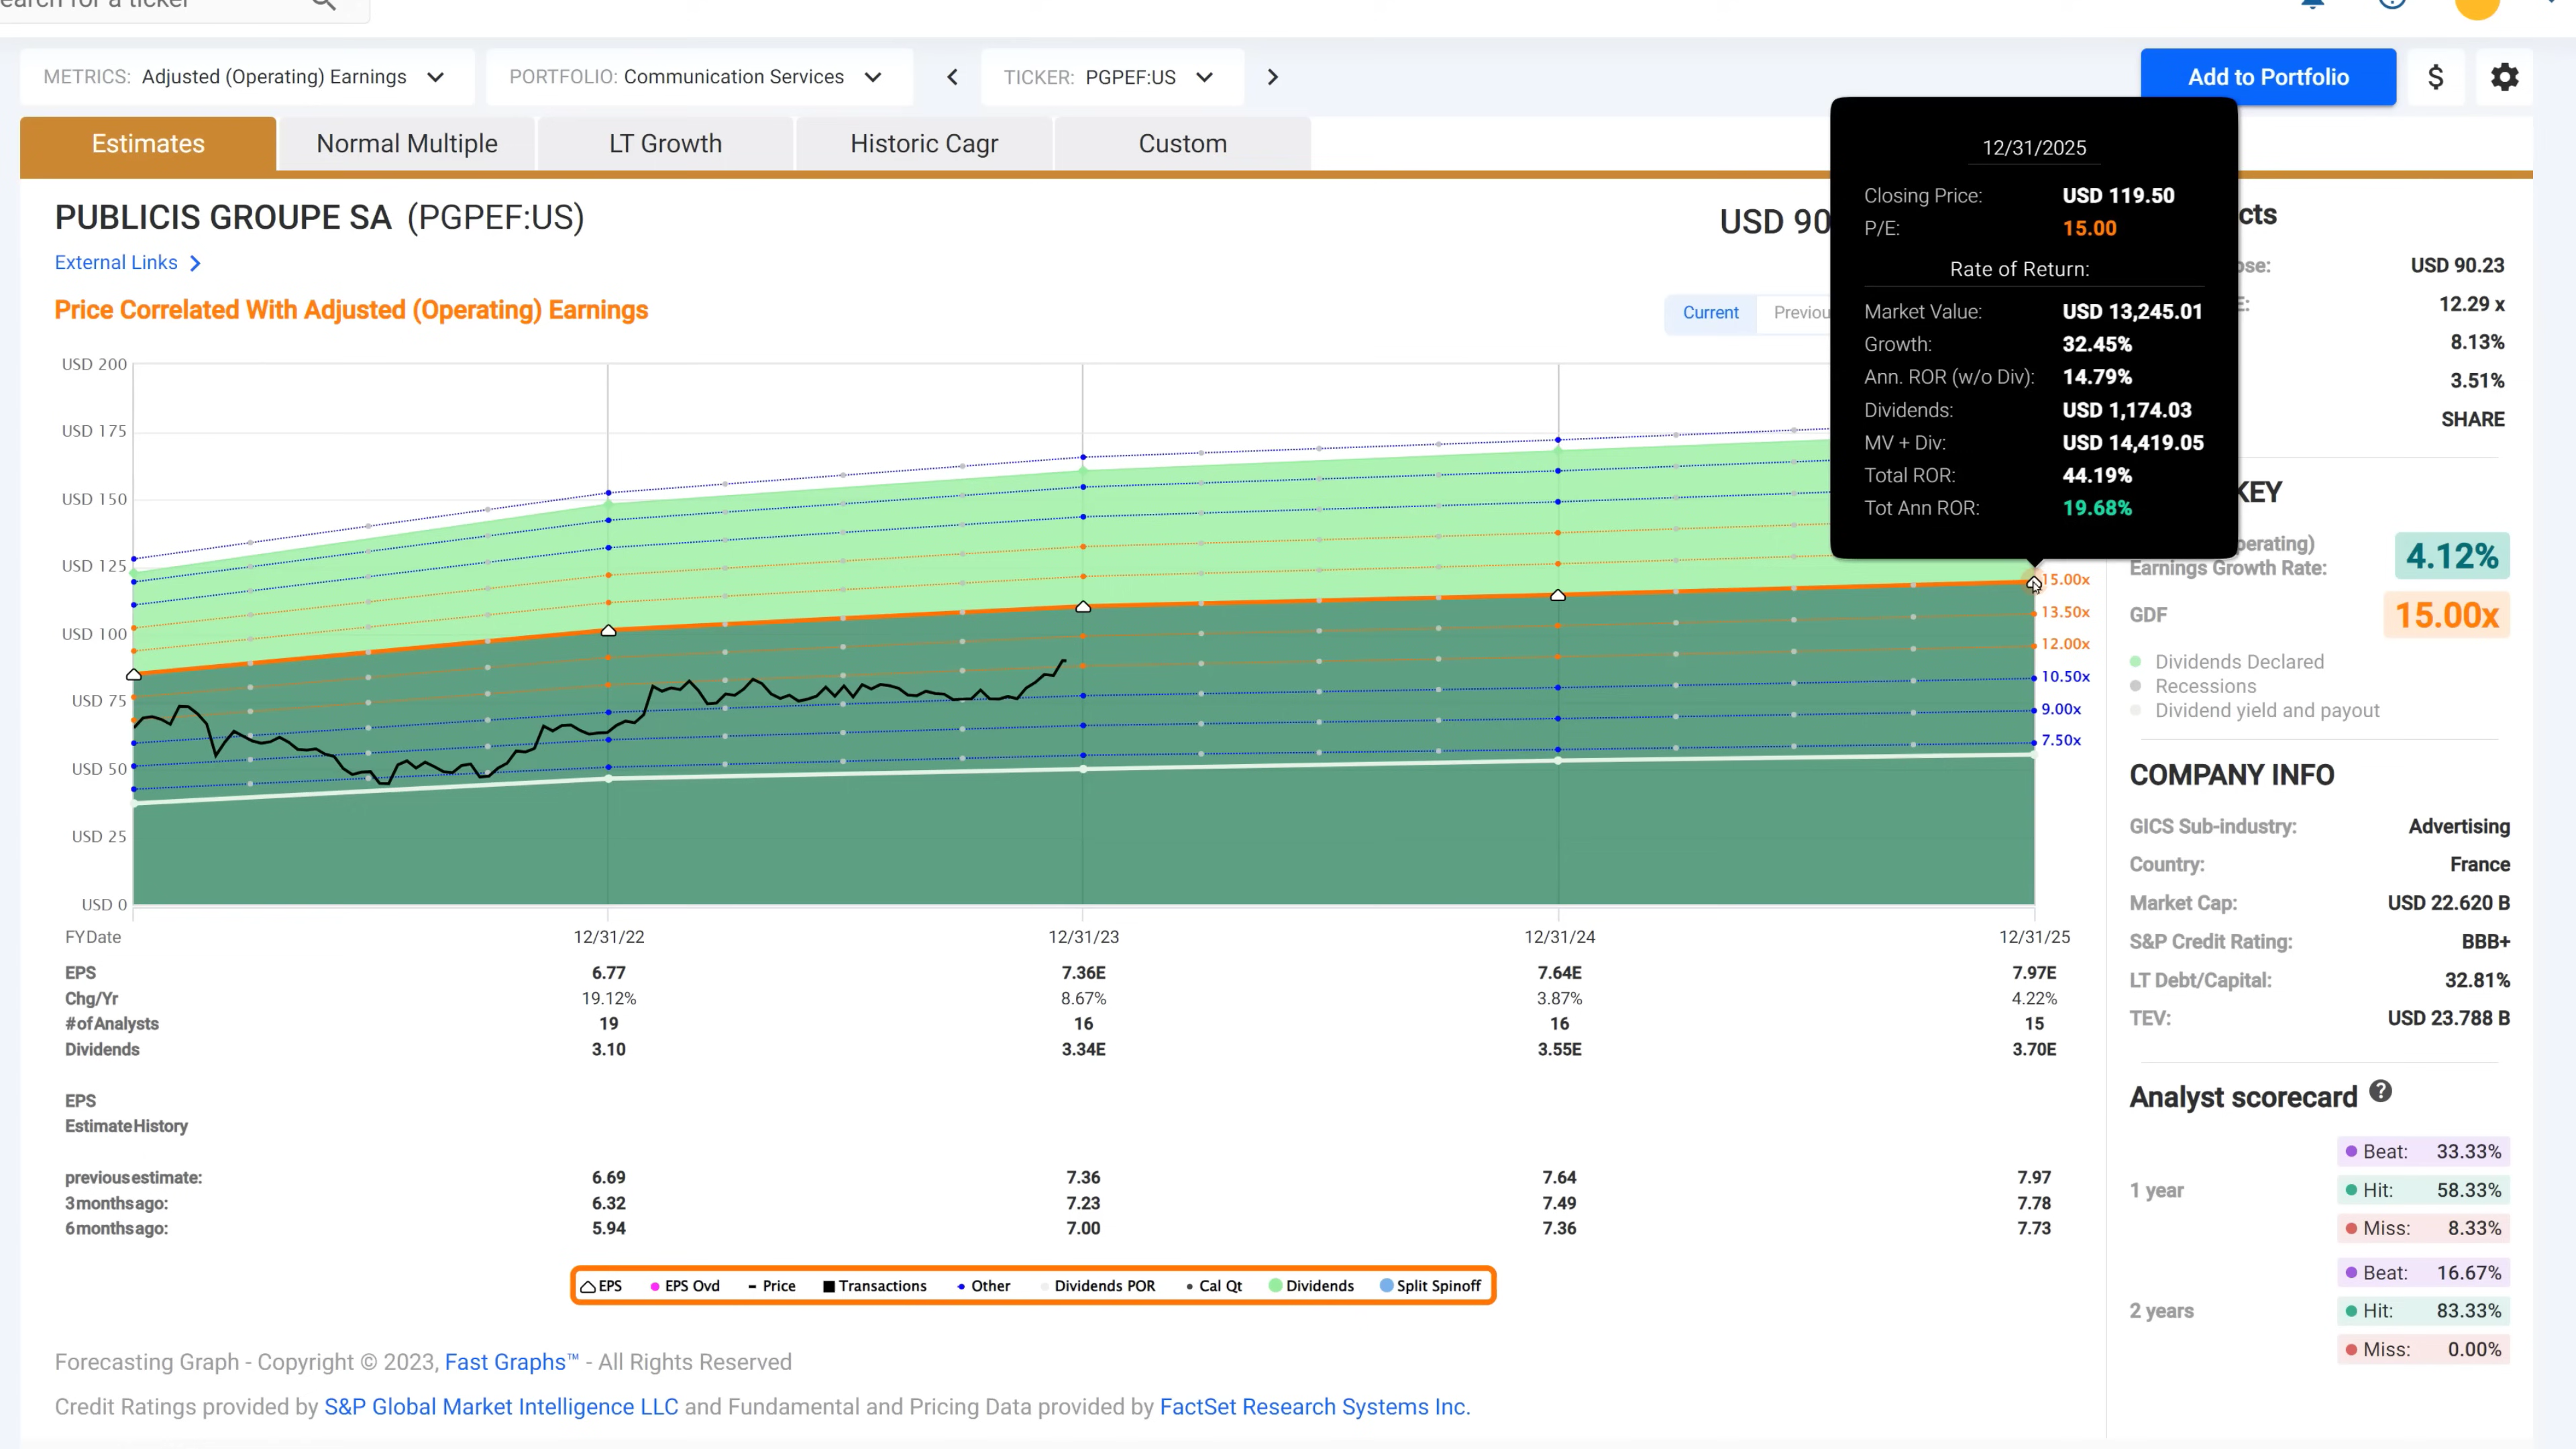 earch for a ticker
METRICS: Adjusted (Operating) Earnings
PORTFOLIO: Communication Services
TICKER: PGPEF:US
Add to Portfolio
$
Estimates
Normal Multiple
LT Growth
Historic Cagr
Custom
PUBLICIS GROUPE SA (PGPEF:US)
USD 90
External Links
Price Correlated With Adjusted (Operating) Earnings
Current
Previou
12/31/2025
Closing Price: USD 119.50
P/E: 15.00
Rate of Return:
Market Value: USD 13,245.01
Growth: 32.45%
Ann. ROR (w/o Div): 14.79%
Dividends: USD 1,174.03
MV + Div: USD 14,419.05
Total ROR: 44.19%
Tot Ann ROR: 19.68%
USD 200
USD 175
USD 150
USD 125
USD 100
USD 75
USD 50
USD 25
USD 0
15.00x
13.50x
12.00x
10.50x
9.00x
7.50x
FYDate 12/31/22 12/31/23 12/31/24 12/31/25
EPS 6.77 7.36E 7.64E 7.97E
Chg/Yr 19.12% 8.67% 3.87% 4.22%
#ofAnalysts 19 16 16 15
Dividends 3.10 3.34E 3.55E 3.70E
EPS
EstimateHistory
previousestimate: 6.69 7.36 7.64 7.97
3monthsago: 6.32 7.23 7.49 7.78
6monthsago: 5.94 7.00 7.36 7.73
EPS EPS Ovd Price Transactions Other Dividends POR Cal Qt Dividends Split Spinoff
Forecasting Graph - Copyright © 2023, Fast Graphs™ - All Rights Reserved
Credit Ratings provided by S&P Global Market Intelligence LLC and Fundamental and Pricing Data provided by FactSet Research Systems Inc.
cts
ose: USD 90.23
E: 12.29 x
8.13%
3.51%
SHARE
KEY
perating)
Earnings Growth Rate: 4.12%
GDF 15.00x
Dividends Declared
Recessions
Dividend yield and payout
COMPANY INFO
GICS Sub-industry: Advertising
Country: France
Market Cap: USD 22.620 B
S&P Credit Rating: BBB+
LT Debt/Capital: 32.81%
TEV: USD 23.788 B
Analyst scorecard ?
1 year
Beat: 33.33%
Hit: 58.33%
Miss: 8.33%
2 years
Beat: 16.67%
Hit: 83.33%
Miss: 0.00%